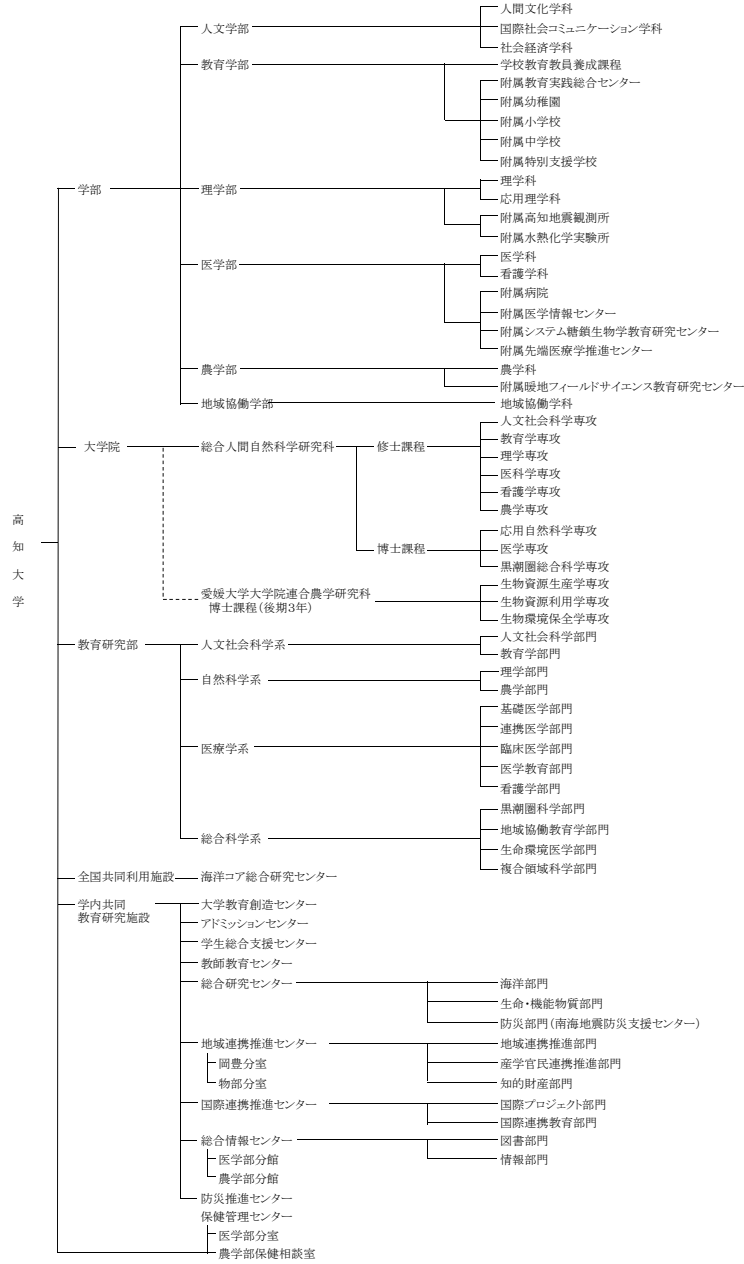 高知大学
学部
人文学部
人間文化学科
国際社会コミュニケーション学科
社会経済学科
教育学部
学校教育教員養成課程
附属教育実践総合センター
附属幼稚園
附属小学校
附属中学校
附属特別支援学校
理学部
理学科
応用理学科
附属高知地震観測所
附属水熱化学実験所
医学部
医学科
看護学科
附属病院
附属医学情報センター
附属システム糖鎖生物学教育研究センター
附属先端医療学推進センター
農学部
農学科
附属暖地フィールドサイエンス教育研究センター
地域協働学部
地域協働学科
大学院
総合人間自然科学研究科
修士課程
人文社会科学専攻
教育学専攻
理学専攻
医科学専攻
看護学専攻
農学専攻
博士課程
応用自然科学専攻
医学専攻
黒潮圏総合科学専攻
愛媛大学大学院連合農学研究科
博士課程(後期3年)
生物資源生産学専攻
生物資源利用学専攻
生物環境保全学専攻
教育研究部
人文社会科学系
人文社会科学部門
教育学部門
自然科学系
理学部門
農学部門
医療学系
基礎医学部門
連携医学部門
臨床医学部門
医学教育部門
看護学部門
総合科学系
黒潮圏科学部門
地域協働教育学部門
生命環境医学部門
複合領域科学部門
全国共同利用施設
海洋コア総合研究センター
学内共同
教育研究施設
大学教育創造センター
アドミッションセンター
学生総合支援センター
教師教育センター
総合研究センター
海洋部門
生命・機能物質部門
防災部門(南海地震防災支援センター)
地域連携推進センター
岡豊分室
物部分室
地域連携推進部門
産学官民連携推進部門
知的財産部門
国際連携推進センター
国際プロジェクト部門
国際連携教育部門
総合情報センター
医学部分館
農学部分館
図書部門
情報部門
防災推進センター
保健管理センター
医学部分室
農学部保健相談室